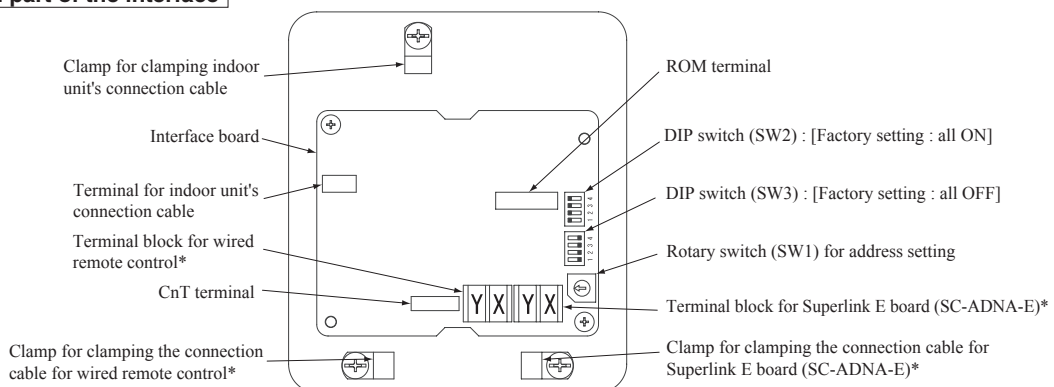 part of the interface
Clamp for clamping indoor
unit's connection cable
Interface board
Terminal for indoor unit's
connection cable
Terminal block for wired
remote control*
CnT terminal
Clamp for clamping the connection
cable for wired remote control*
ROM terminal
DIP switch (SW2) : [Factory setting : all ON]
DIP switch (SW3) : [Factory setting : all OFF]
Rotary switch (SW1) for address setting
Terminal block for Superlink E board (SC-ADNA-E)*
Clamp for clamping the connection cable for
Superlink E board (SC-ADNA-E)*
1 2 3 4
1 2 3 4
Y X Y X